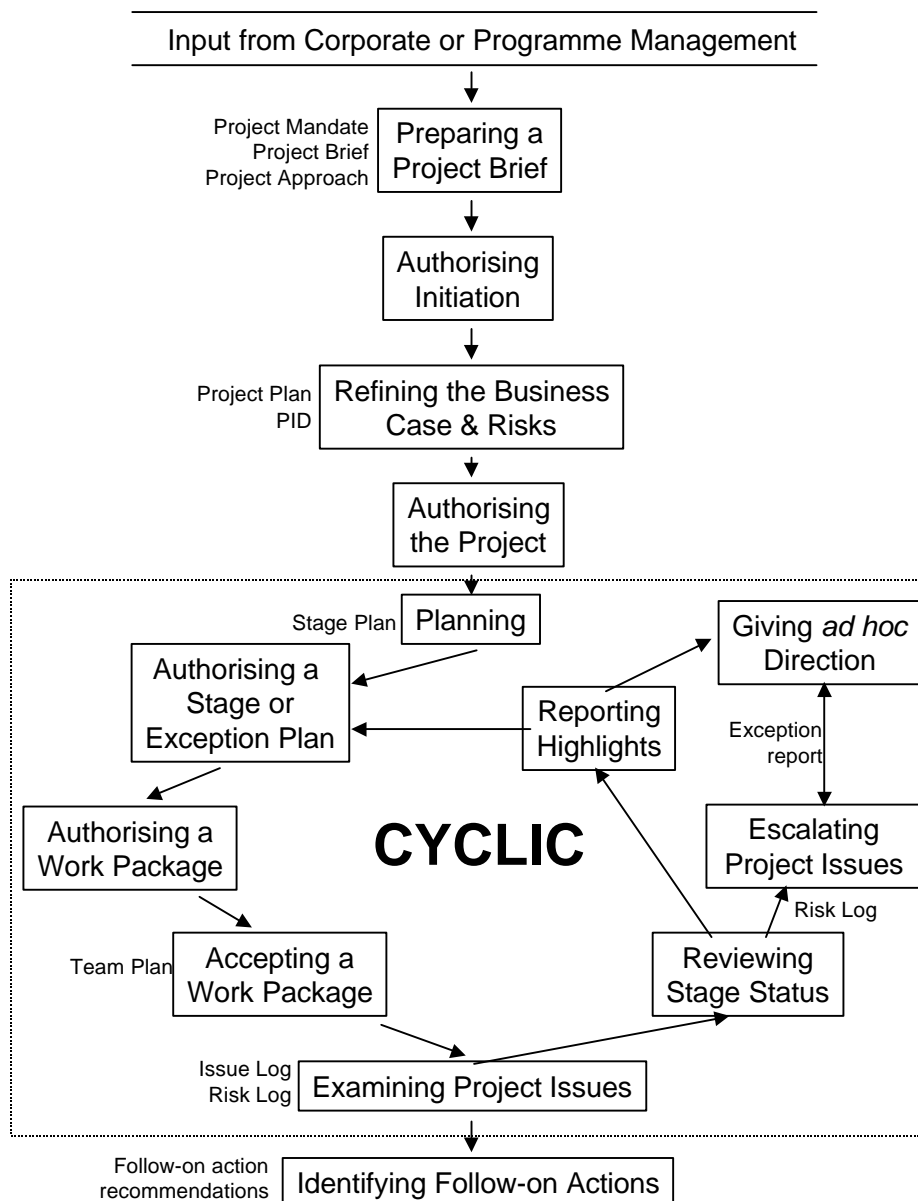 Input from Corporate or Programme Management
Project Mandate
Project Brief
Project Approach
Preparing a
Project Brief
Authorising
Initiation
Project Plan
PID
Refining the Business
Case & Risks
Authorising
the Project
Stage Plan
Planning
Giving ad hoc
Direction
Authorising a
Stage or
Exception Plan
Reporting
Highlights
Exception
report
Authorising a
Work Package
CYCLIC
Escalating
Project Issues
Risk Log
Team Plan
Accepting a
Work Package
Reviewing
Stage Status
Issue Log
Risk Log
Examining Project Issues
Follow-on action
recommendations
Identifying Follow-on Actions